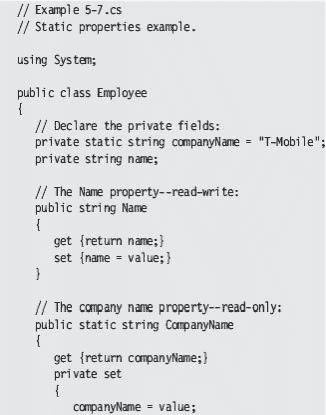 // Example 5-7.cs
// Static properties example.
using System;
public class Employee
{
// Declare the private fields:
private static string companyName = "T-Mobile";
private string name;
// The Name property--read-write:
public string Name
{
get {return name;}
set {name = value;}
}
// The company name property--read-only:
public static string CompanyName
{
get {return companyName;}
private set
{
companyName = value;